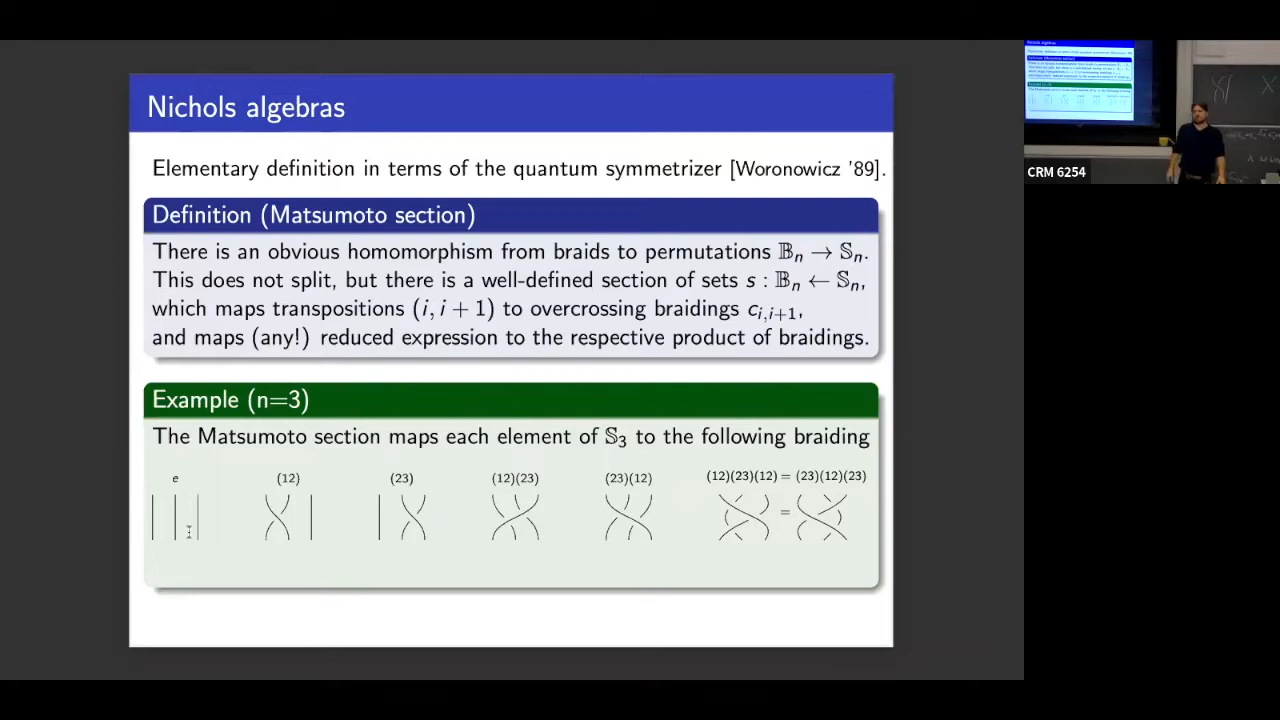 Nichols algebras
Elementary definition in terms of the quantum symmetrizer [Woronowicz '89].
Definition (Matsumoto section)
There is an obvious homomorphism from braids to permutations 𝔹ₙ → 𝕊ₙ.
This does not split, but there is a well-defined section of sets s : 𝔹ₙ ← 𝕊ₙ,
which maps transpositions (i, i + 1) to overcrossing braidings c_{i,i+1},
and maps (any!) reduced expression to the respective product of braidings.
Example (n=3)
The Matsumoto section maps each element of 𝕊₃ to the following braiding
e (12) (23) (12)(23) (23)(12) (12)(23)(12) = (23)(12)(23)
=
CRM 6254